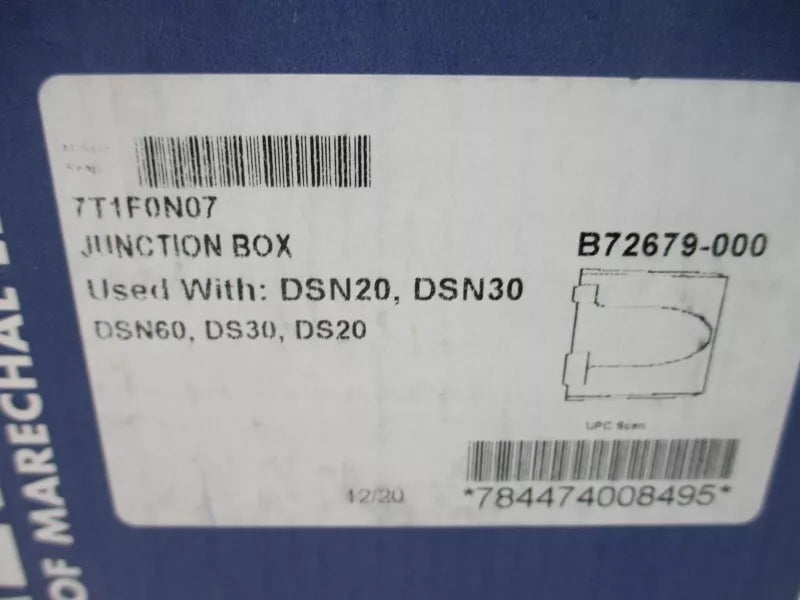 7T1F0N07
JUNCTION BOX
B72679-000
Used With: DSN20, DSN30
DSN60, DS30, DS20
UPC Scan
12/20
*784474008495*
OF MARECHAL